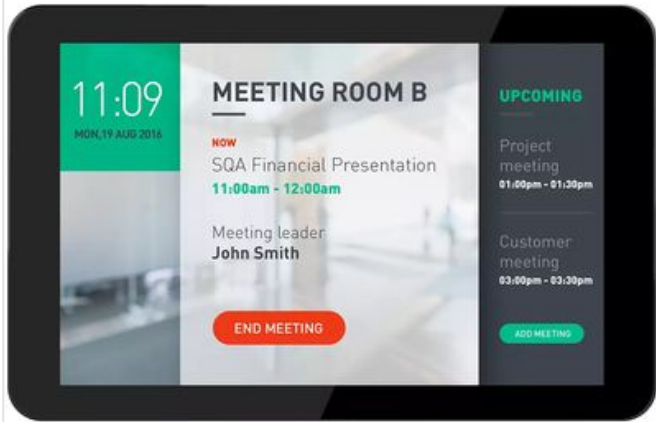 11:09
MON,19 AUG 2016
MEETING ROOM B
NOW
SQA Financial Presentation
11:00am - 12:00am
Meeting leader
John Smith
END MEETING
UPCOMING
Project
meeting
01:00pm - 01:30pm
Customer
meeting
03:00pm - 03:30pm
ADD MEETING